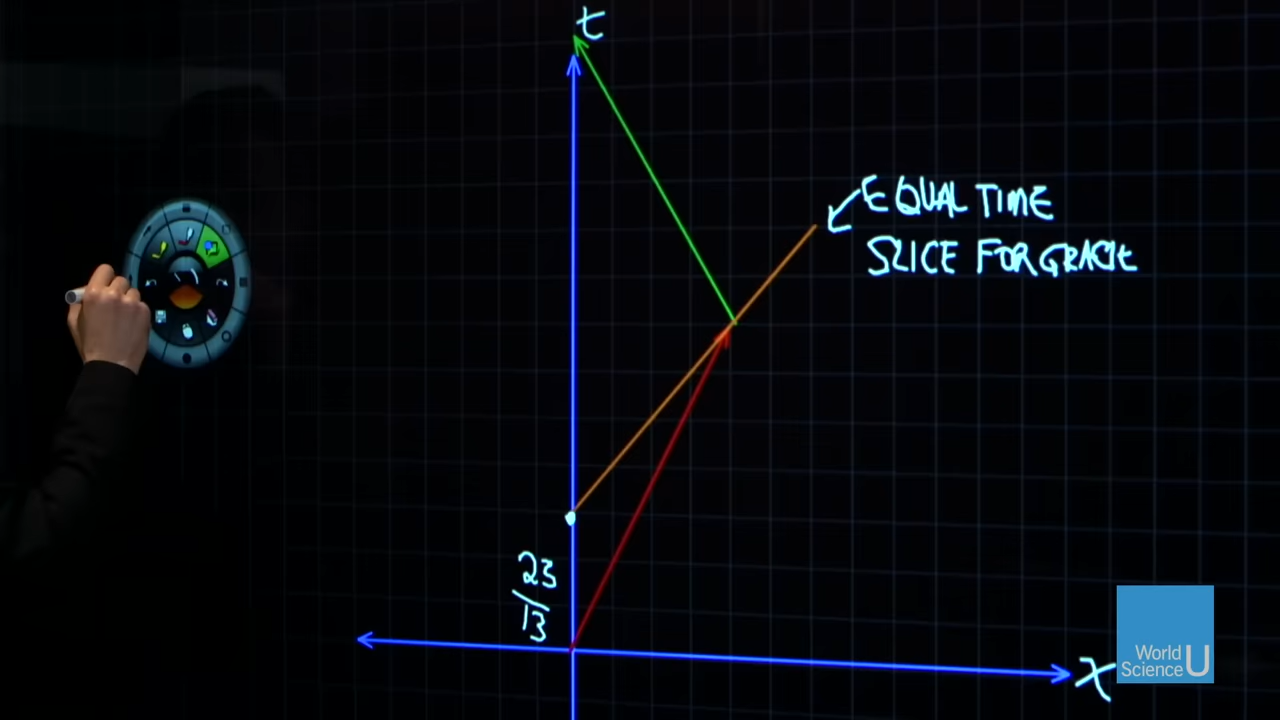 t
EQUAL TIME
SLICE FOR GRACIE
23
13
x
World
Science U